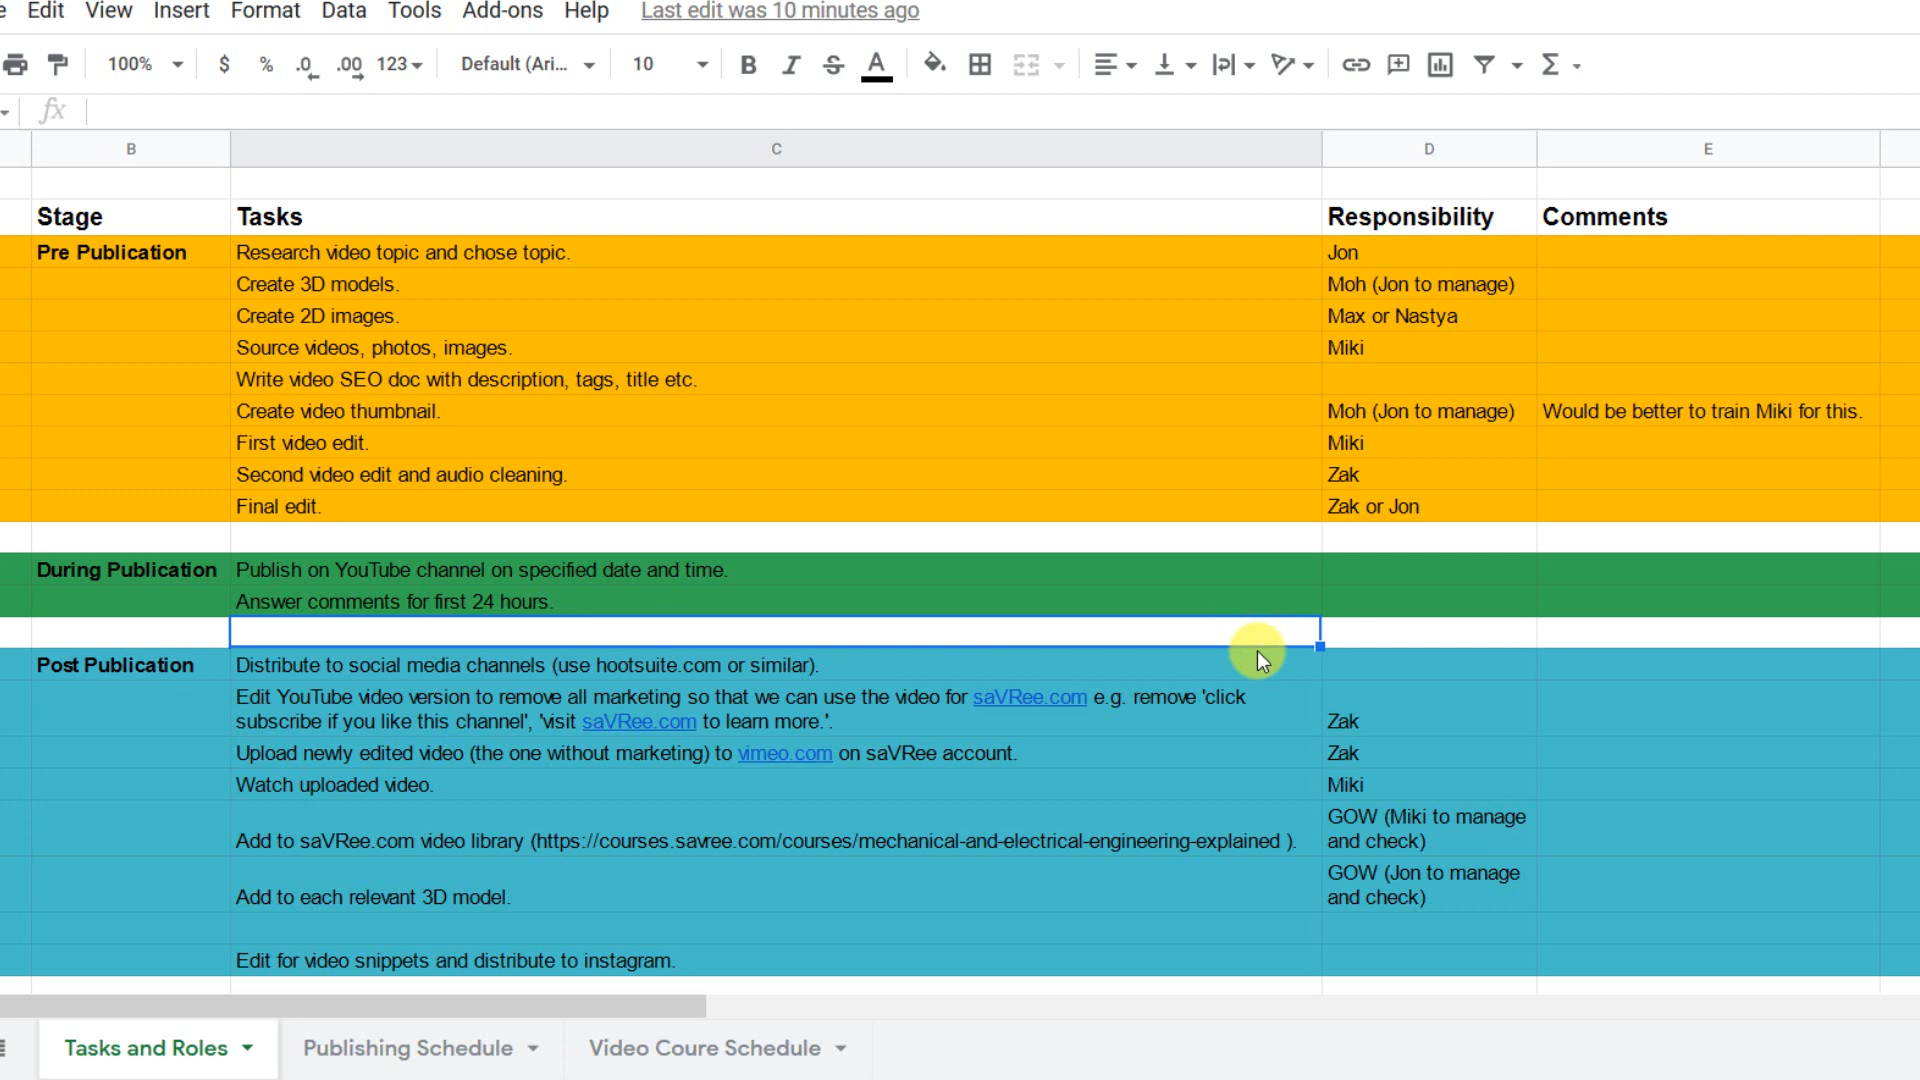 Edit View Insert Format Data Tools Add-ons Help Last edit was 10 minutes ago
100% $ % .0 .00 123 Default (Ari... 10 B I S A Σ
fx
B C D E
Stage Tasks Responsibility Comments
Pre Publication Research video topic and chose topic. Jon
Create 3D models. Moh (Jon to manage)
Create 2D images. Max or Nastya
Source videos, photos, images. Miki
Write video SEO doc with description, tags, title etc.
Create video thumbnail. Moh (Jon to manage) Would be better to train Miki for this.
First video edit. Miki
Second video edit and audio cleaning. Zak
Final edit. Zak or Jon
During Publication Publish on YouTube channel on specified date and time.
Answer comments for first 24 hours.
Post Publication Distribute to social media channels (use hootsuite.com or similar).
Edit YouTube video version to remove all marketing so that we can use the video for saVRee.com e.g. remove 'click
subscribe if you like this channel', 'visit saVRee.com to learn more.'. Zak
Upload newly edited video (the one without marketing) to vimeo.com on saVRee account. Zak
Watch uploaded video. Miki
GOW (Miki to manage
Add to saVRee.com video library (https://courses.savree.com/courses/mechanical-and-electrical-engineering-explained ). and check)
GOW (Jon to manage
Add to each relevant 3D model. and check)
Edit for video snippets and distribute to instagram.
Tasks and Roles Publishing Schedule Video Coure Schedule